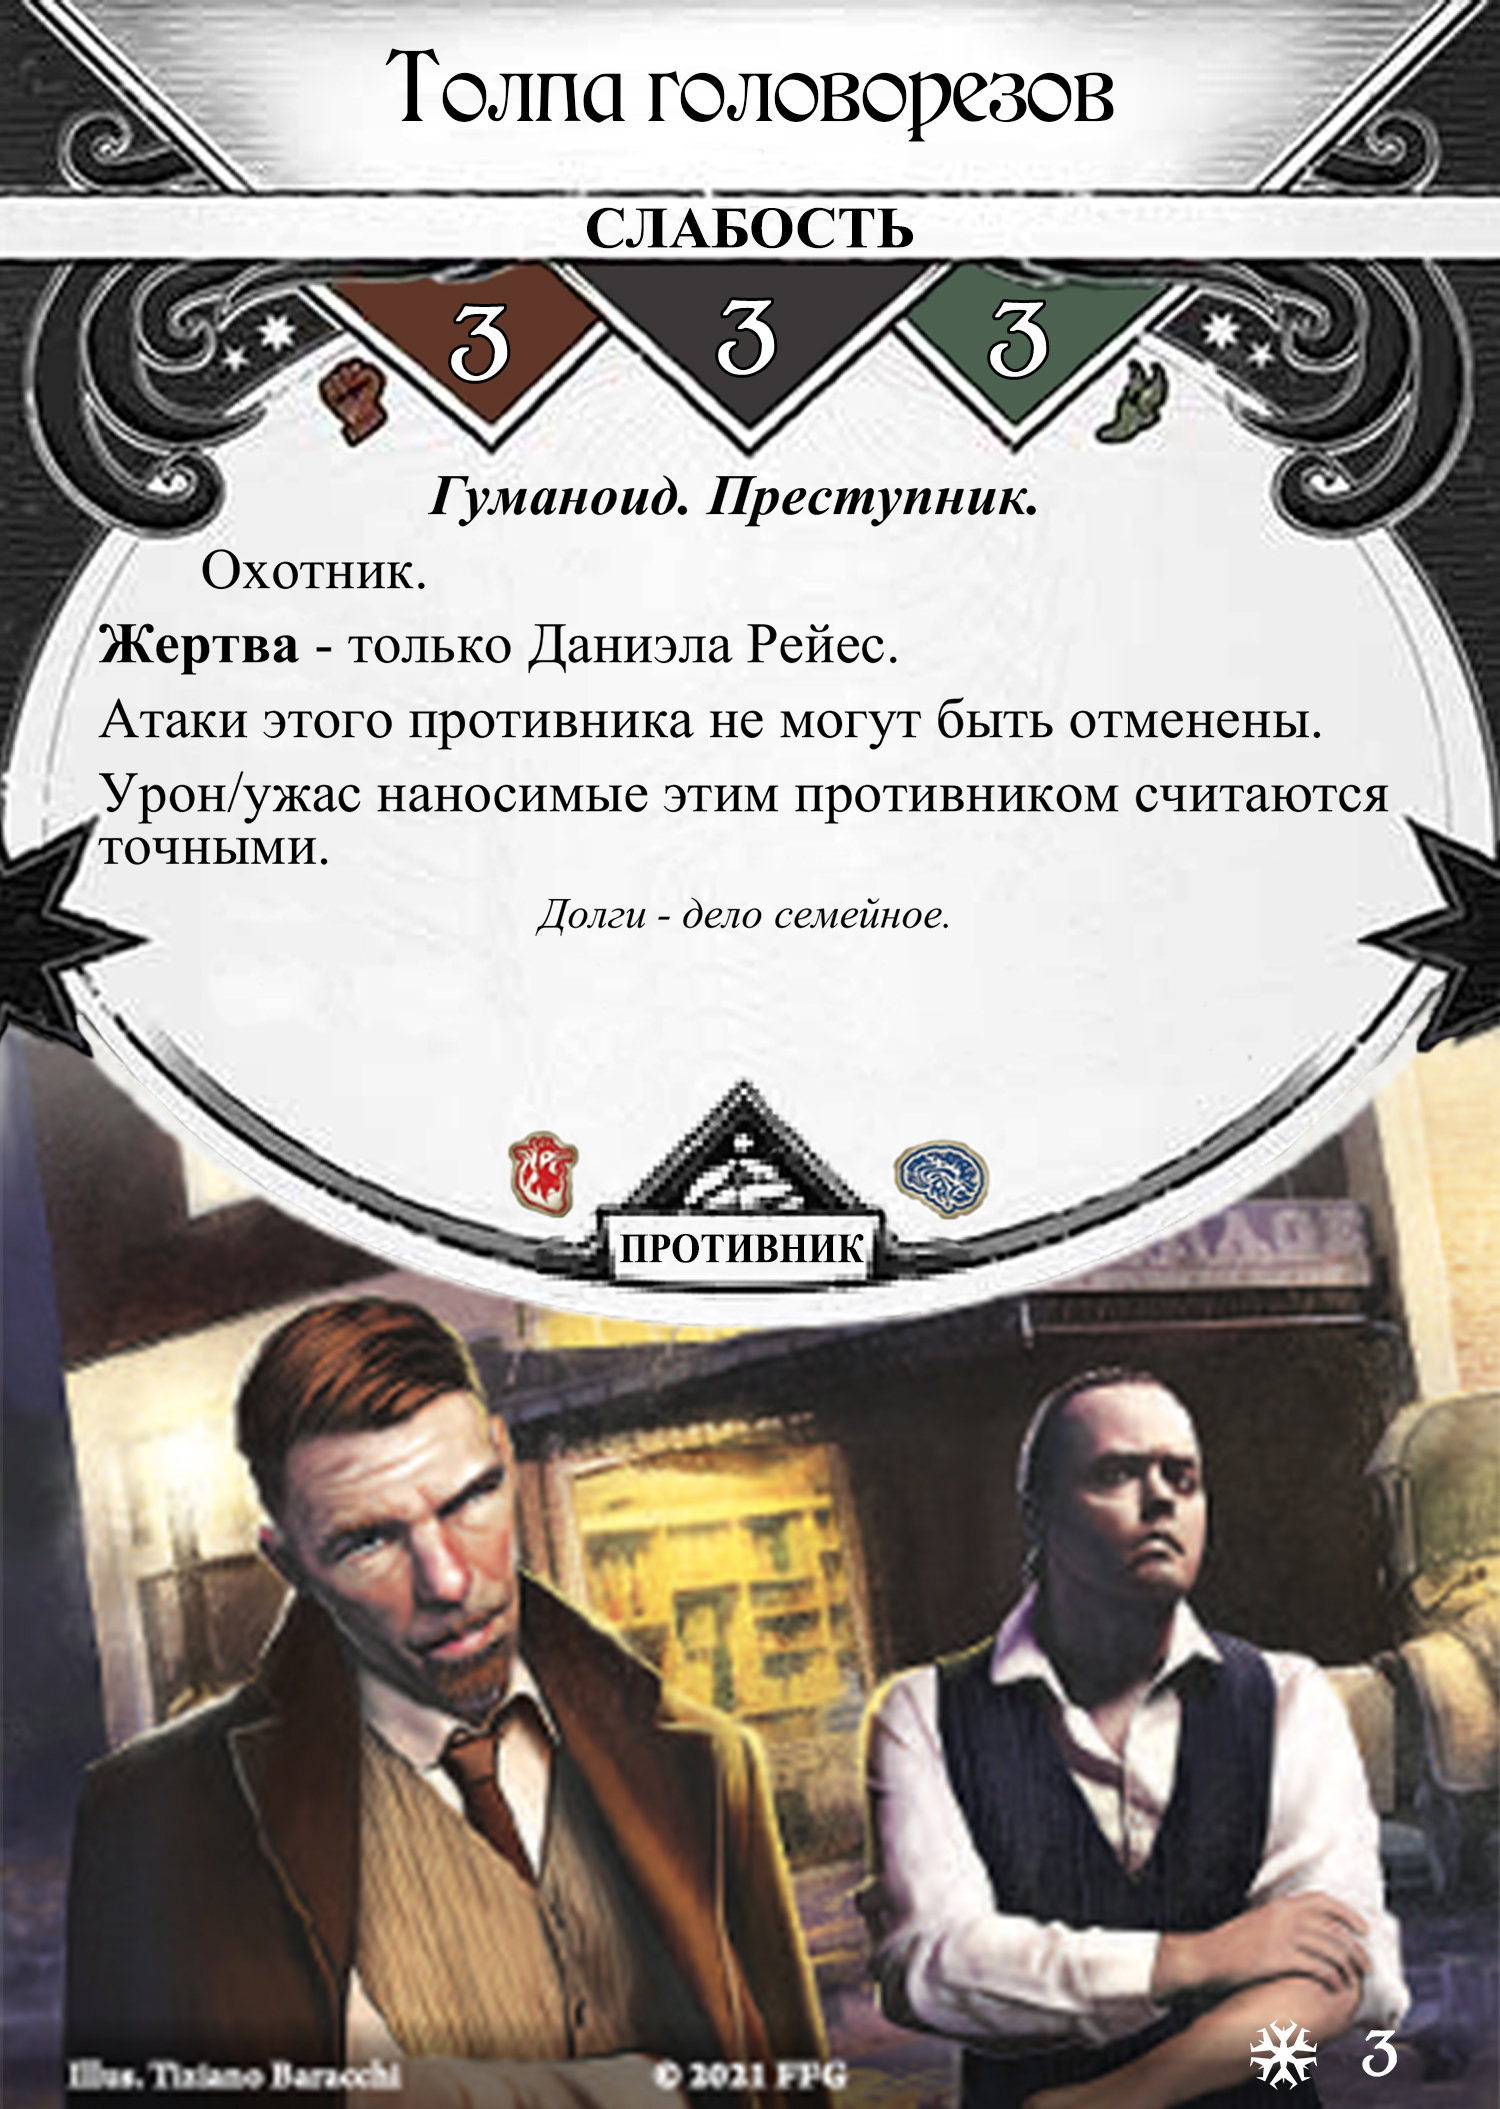 Толпа головорезов
СЛАБОСТЬ
3 3 3
Гуманоид. Преступник.
Охотник.
Жертва - только Даниэла Рейес.
Атаки этого противника не могут быть отменены.
Урон/ужас наносимые этим противником считаются
точными.
Долги - дело семейное.
ПРОТИВНИК
Illus. Tiziano Baracchi © 2021 FFG 3